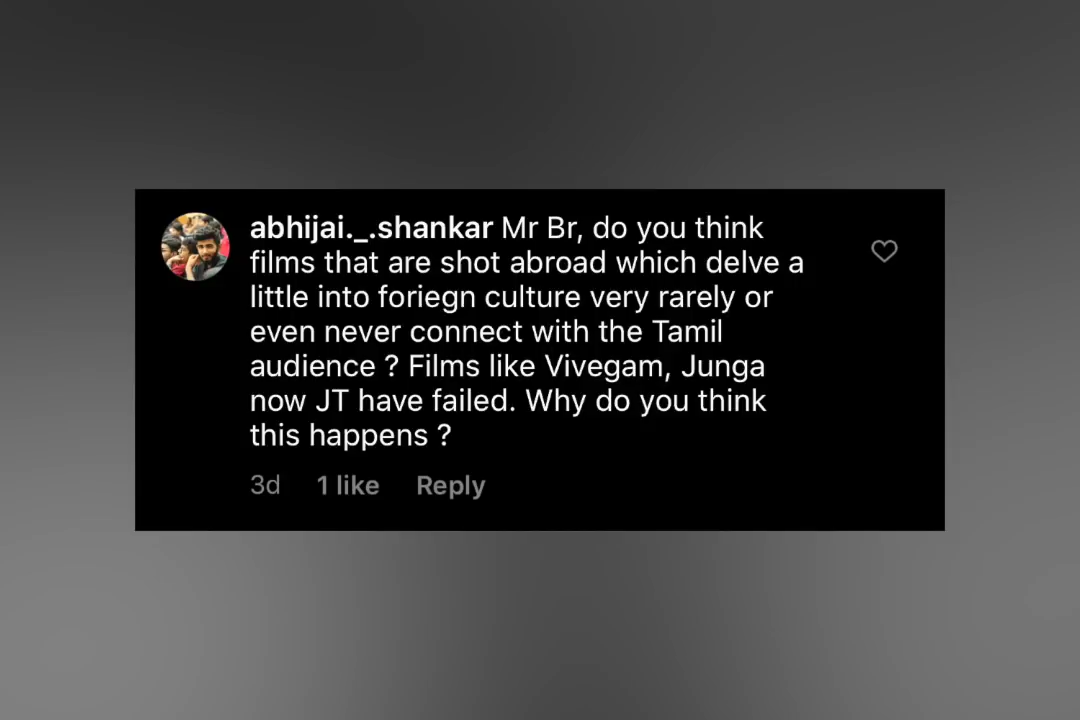 abhijai._.shankar Mr Br, do you think
films that are shot abroad which delve a
little into foriegn culture very rarely or
even never connect with the Tamil
audience ? Films like Vivegam, Junga
now JT have failed. Why do you think
this happens ?
3d 1 like Reply